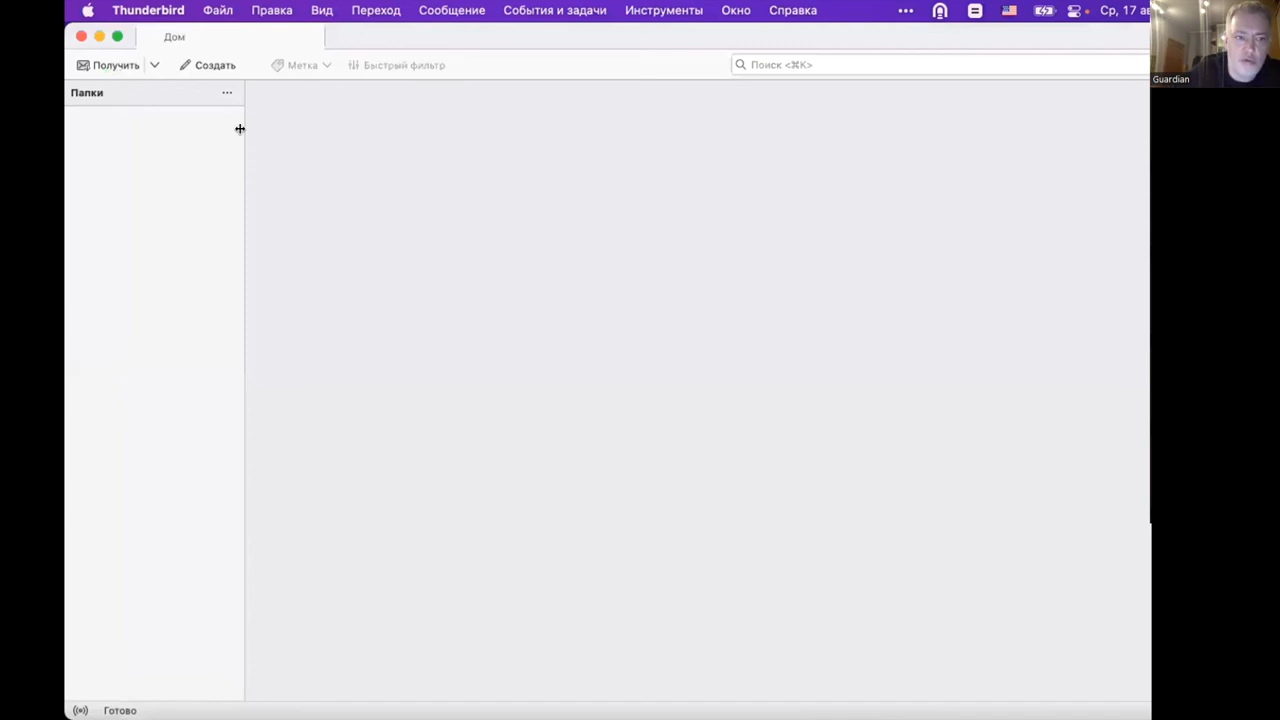 Thunderbird Файл Правка Вид Переход Сообщение События и задачи Инструменты Окно Справка ••• Ср, 17 ав
Дом
Получить Создать Метка Быстрый фильтр Поиск <⌘K>
Guardian
Папки ...
Готово